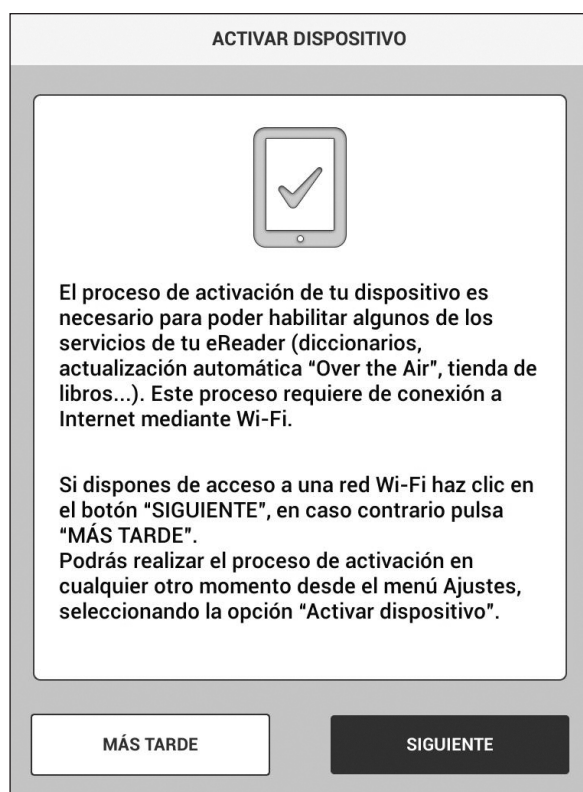 ACTIVAR DISPOSITIVO
El proceso de activación de tu dispositivo es
necesario para poder habilitar algunos de los
servicios de tu eReader (diccionarios,
actualización automática “Over the Air”, tienda de
libros...). Este proceso requiere de conexión a
Internet mediante Wi-Fi.
Si dispones de acceso a una red Wi-Fi haz clic en
el botón “SIGUIENTE”, en caso contrario pulsa
“MÁS TARDE”.
Podrás realizar el proceso de activación en
cualquier otro momento desde el menú Ajustes,
seleccionando la opción “Activar dispositivo”.
MÁS TARDE
SIGUIENTE